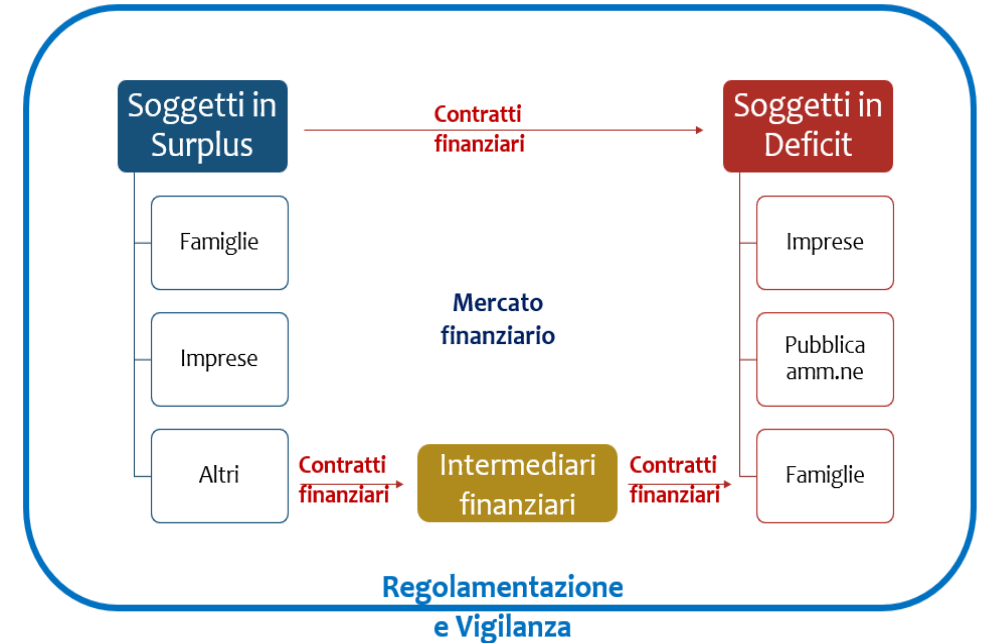 Soggetti in
Surplus
Contratti
finanziari
Soggetti in
Deficit
Famiglie
Imprese
Mercato
finanziario
Imprese
Pubblica
amm.ne
Altri
Contratti
finanziari
Intermediari
finanziari
Contratti
finanziari
Famiglie
Regolamentazione
e Vigilanza